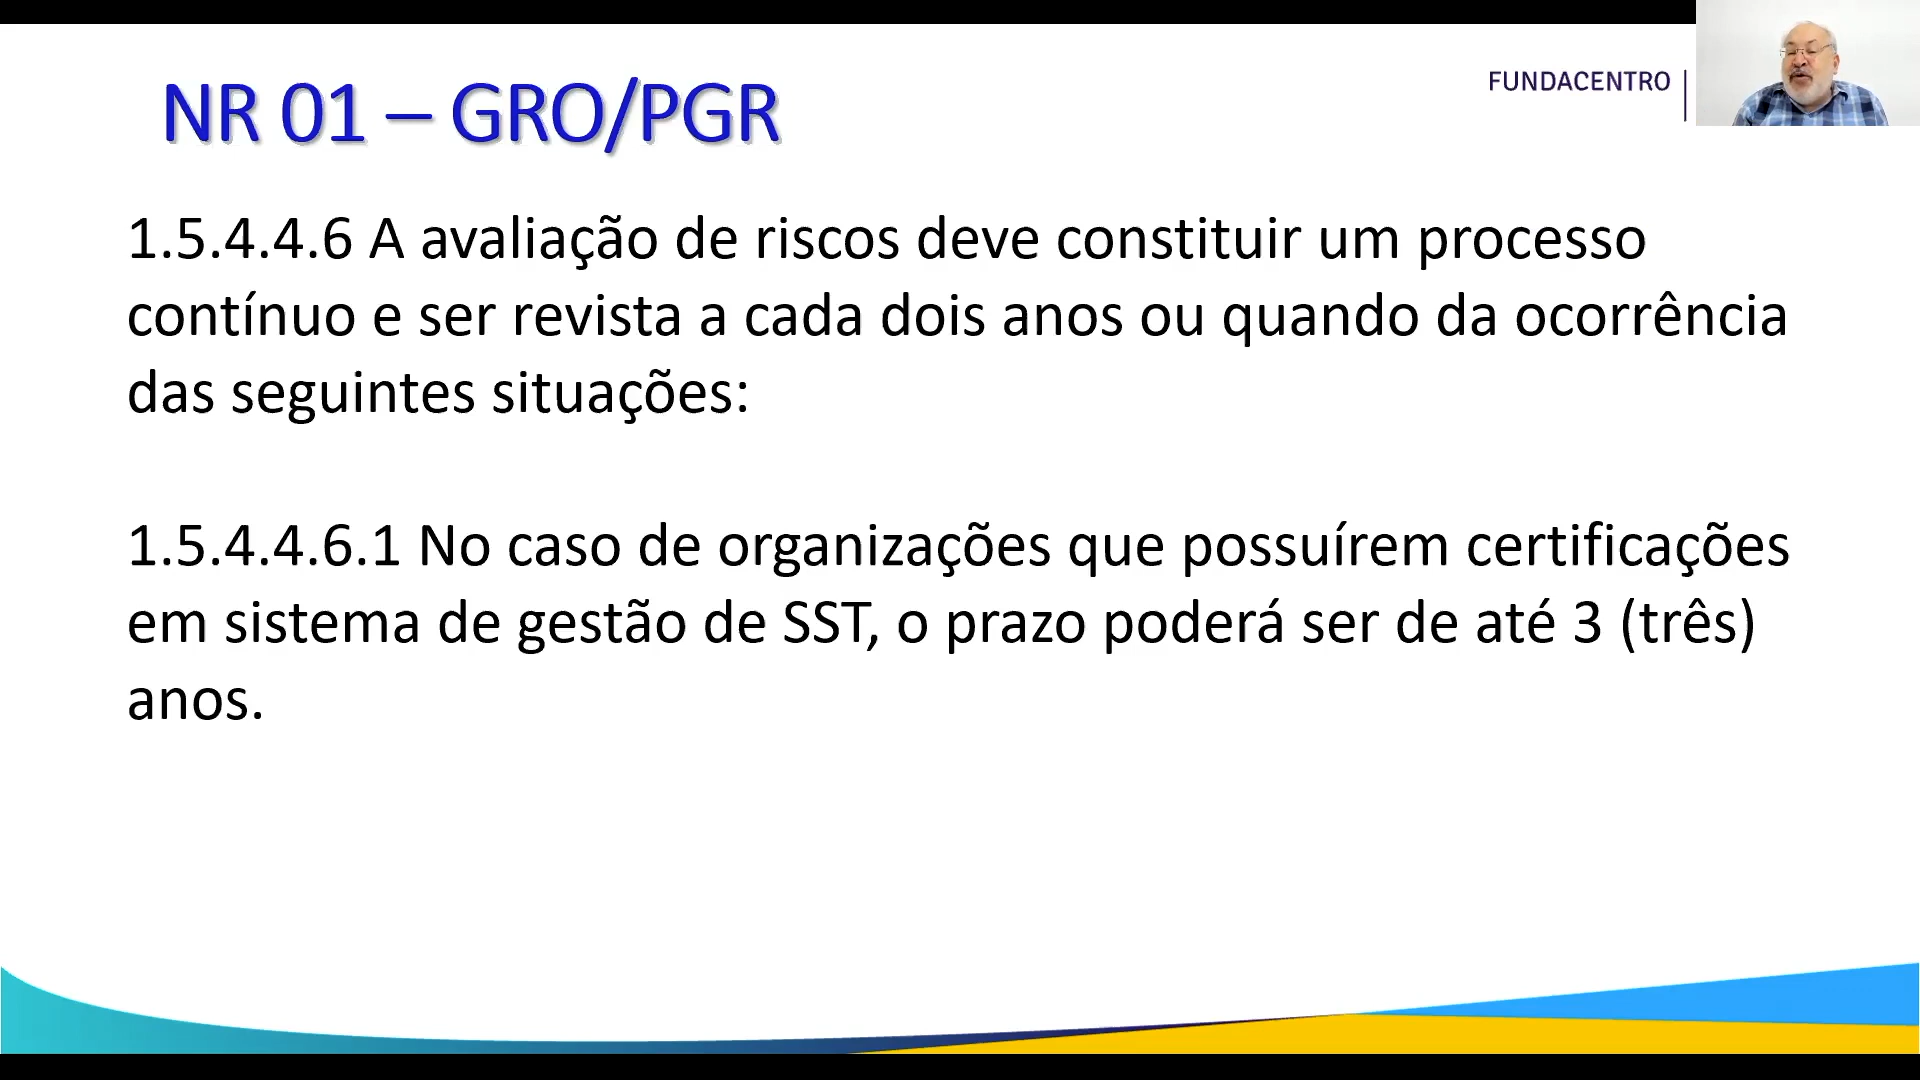 NR 01 – GRO/PGR
FUNDACENTRO
1.5.4.4.6 A avaliação de riscos deve constituir um processo
contínuo e ser revista a cada dois anos ou quando da ocorrência
das seguintes situações:
1.5.4.4.6.1 No caso de organizações que possuírem certificações
em sistema de gestão de SST, o prazo poderá ser de até 3 (três)
anos.